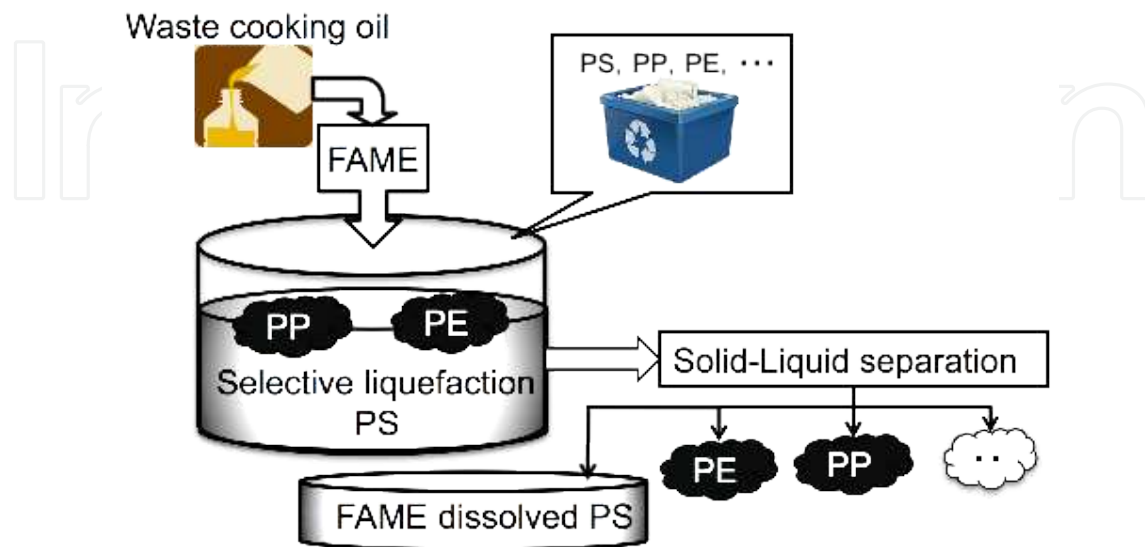 Waste cooking oil
PS, PP, PE, ···
FAME
PP
PE
Selective liquefaction
PS
Solid-Liquid separation
PE
PP
··
FAME dissolved PS